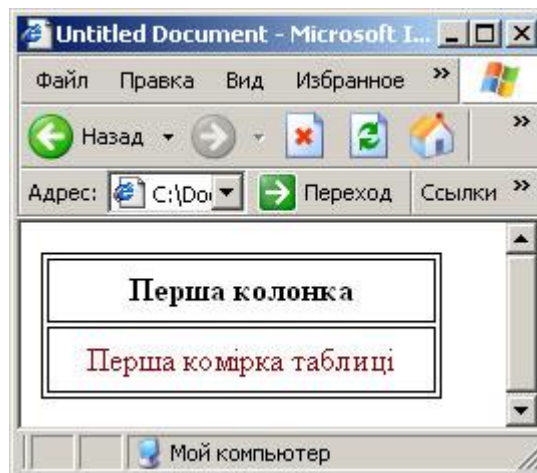 Untitled Document - Microsoft I...
Файл Правка Вид Избранное »
Назад »
Адрес: C:\Do Переход Ссылки »
Перша колонка
Перша комірка таблиці
Мой компьютер